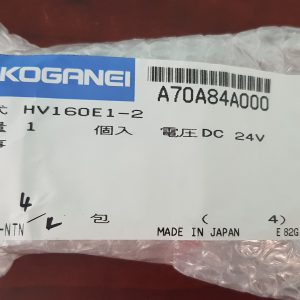 KOGANEI
A70A84A000
式 HV160E1-2
量 1 個入 電圧 DC 24V
4/2
-NTN 包 ( 4)
MADE IN JAPAN E 82G